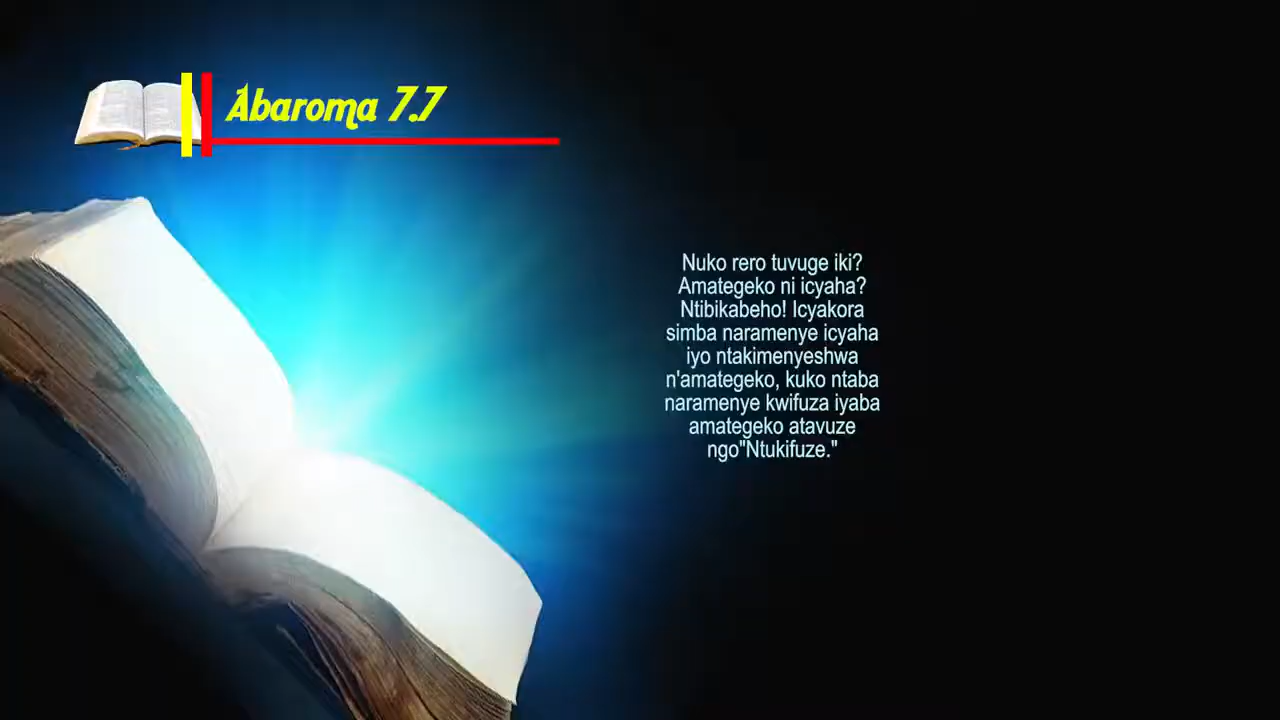 Abaroma 7.7
Nuko rero tuvuge iki?
Amategeko ni icyaha?
Ntibikabeho! Icyakora
simba naramenye icyaha
iyo ntakimenyeshwa
n'amategeko, kuko ntaba
naramenye kwifuza iyaba
amategeko atavuze
ngo"Ntukifuze."